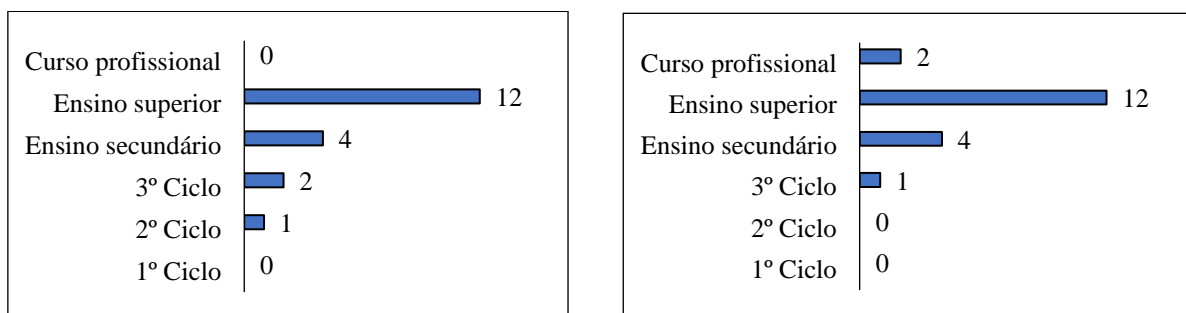 Curso profissional 0
Ensino superior 12
Ensino secundário 4
3º Ciclo 2
2º Ciclo 1
1º Ciclo 0
Curso profissional 2
Ensino superior 12
Ensino secundário 4
3º Ciclo 1
2º Ciclo 0
1º Ciclo 0